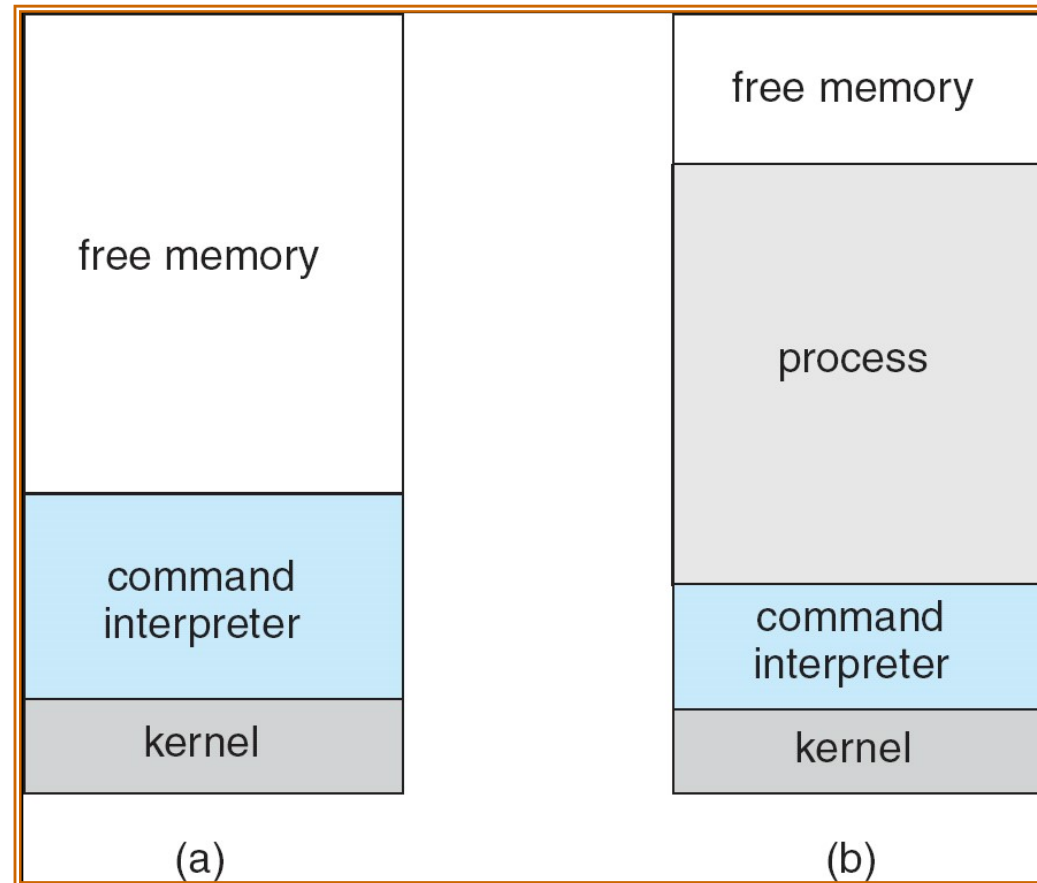 free memory
command
interpreter
kernel
(a)
free memory
process
command
interpreter
kernel
(b)